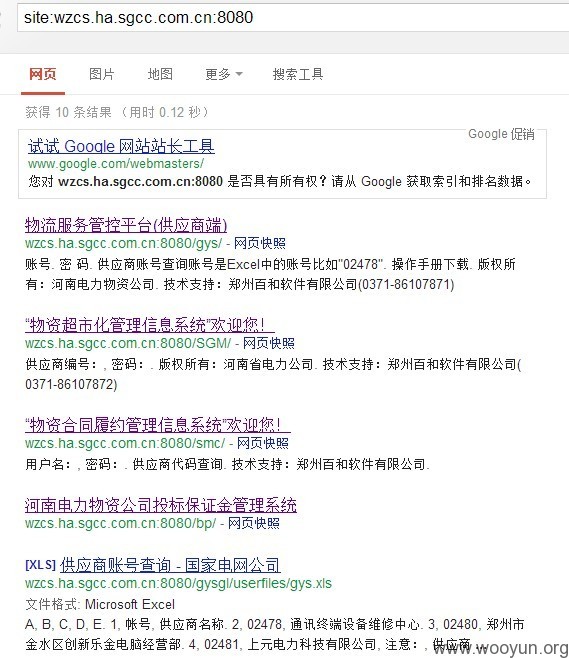 site:wzcs.ha.sgcc.com.cn:8080
网页 图片 地图 更多 搜索工具
获得 10 条结果 （用时 0.12 秒）
Google 促销
试试 Google 网站站长工具
www.google.com/webmasters/
您对 wzcs.ha.sgcc.com.cn:8080 是否具有所有权？请从 Google 获取索引和排名数据。
物流服务管控平台(供应商端)
wzcs.ha.sgcc.com.cn:8080/gys/ - 网页快照
账号. 密 码. 供应商账号查询账号是Excel中的账号比如"02478". 操作手册下载. 版权所
有：河南电力物资公司. 技术支持：郑州百和软件有限公司(0371-86107871)
“物资超市化管理信息系统”欢迎您！
wzcs.ha.sgcc.com.cn:8080/SGM/ - 网页快照
供应商编号：, 密码：. 版权所有：河南省电力公司. 技术支持：郑州百和软件有限公司(
0371-86107872)
“物资合同履约管理信息系统”欢迎您！
wzcs.ha.sgcc.com.cn:8080/smc/ - 网页快照
用户名：, 密码：. 供应商代码查询. 技术支持：郑州百和软件有限公司.
河南电力物资公司投标保证金管理系统
wzcs.ha.sgcc.com.cn:8080/bp/ - 网页快照
[XLS] 供应商账号查询 - 国家电网公司
wzcs.ha.sgcc.com.cn:8080/gysgl/userfiles/gys.xls
文件格式: Microsoft Excel
A, B, C, D, E. 1, 帐号, 供应商名称. 2, 02478, 通讯终端设备维修中心. 3, 02480, 郑州市
金水区创新乐金电脑经营部. 4, 02481, 上元电力科技有限公司, 注意：, 供应商 ...
www.wooyun.org